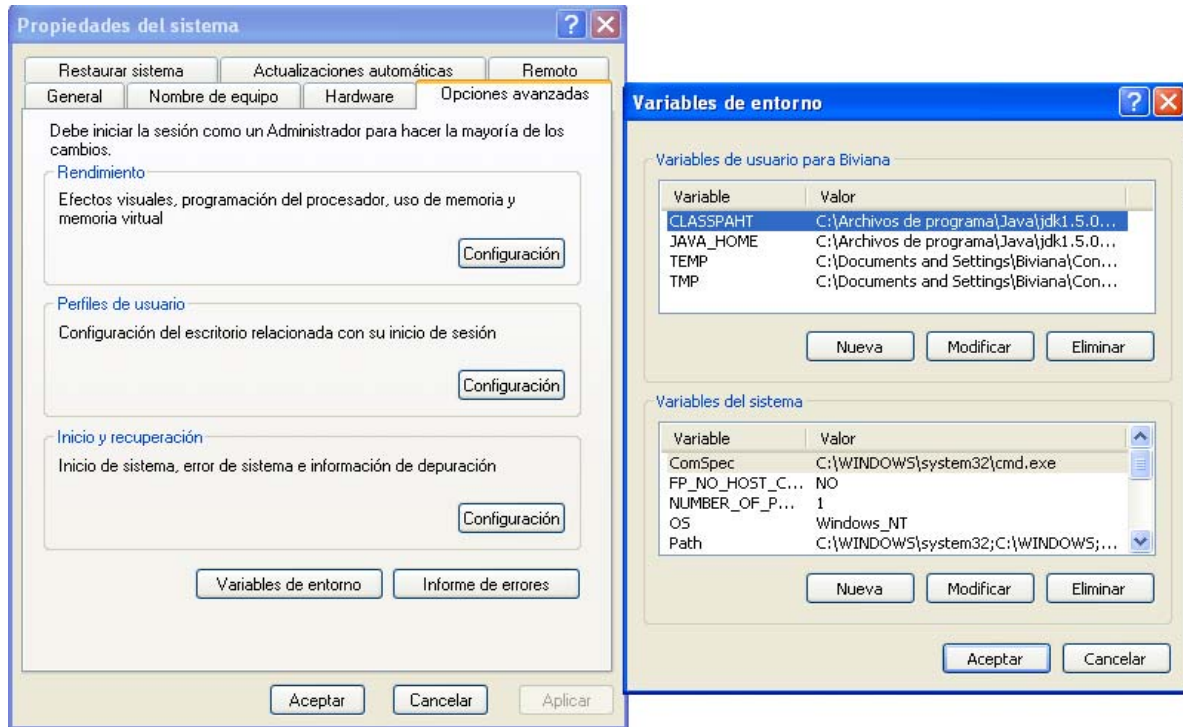 Propiedades del sistema
Restaurar sistema
Actualizaciones automáticas
Remoto
General
Nombre de equipo
Hardware
Opciones avanzadas
Debe iniciar la sesión como un Administrador para hacer la mayoría de los
cambios.
Rendimiento
Efectos visuales, programación del procesador, uso de memoria y
memoria virtual
Configuración
Perfiles de usuario
Configuración del escritorio relacionada con su inicio de sesión
Configuración
Inicio y recuperación
Inicio de sistema, error de sistema e información de depuración
Configuración
Variables de entorno
Informe de errores
Aceptar
Cancelar
Aplicar
Variables de entorno
Variables de usuario para Biviana
Variable Valor
CLASSPAHT C:\Archivos de programa\Java\jdk1.5.0...
JAVA_HOME C:\Archivos de programa\Java\jdk1.5.0...
TEMP C:\Documents and Settings\Biviana\Con...
TMP C:\Documents and Settings\Biviana\Con...
Nueva
Modificar
Eliminar
Variables del sistema
Variable Valor
ComSpec C:\WINDOWS\system32\cmd.exe
FP_NO_HOST_C... NO
NUMBER_OF_P... 1
OS Windows_NT
Path C:\WINDOWS\system32;C:\WINDOWS;...
Nueva
Modificar
Eliminar
Aceptar
Cancelar